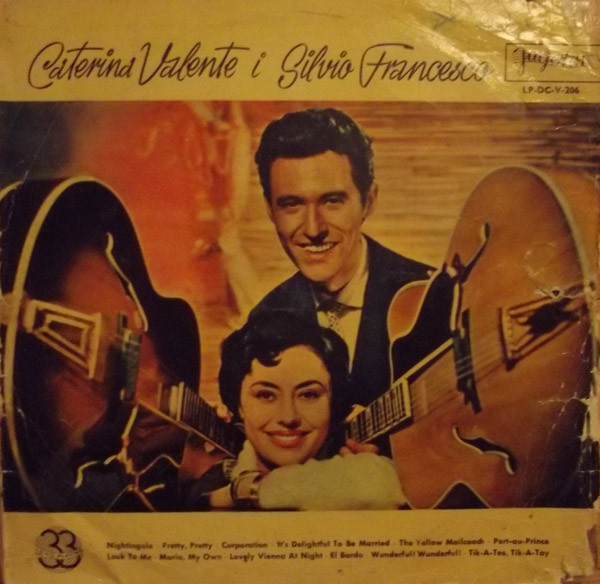 Caterina Valente i Silvio Francesco
Jugoton
LP-DC-V-206
33
Nightingale · Pretty, Pretty · Corporation · It's Delightful To Be Married · The Yellow Mailcoach · Port-au-Prince
Look To Me · Maria, My Own · Lovely Vienna At Night · El Bardo · Wonderful! Wonderful! · Tik-A-Tee, Tik-A-Tay